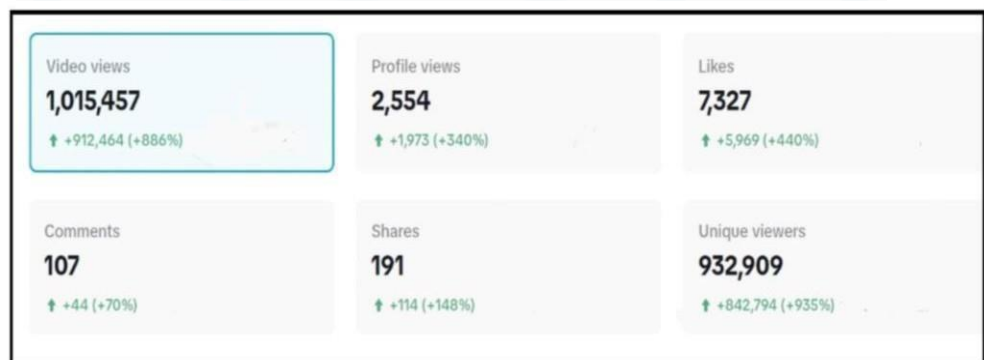 Video views
1,015,457
+912,464 (+886%)
Profile views
2,554
+1,973 (+340%)
Likes
7,327
+5,969 (+440%)
Comments
107
+44 (+70%)
Shares
191
+114 (+148%)
Unique viewers
932,909
+842,794 (+935%)